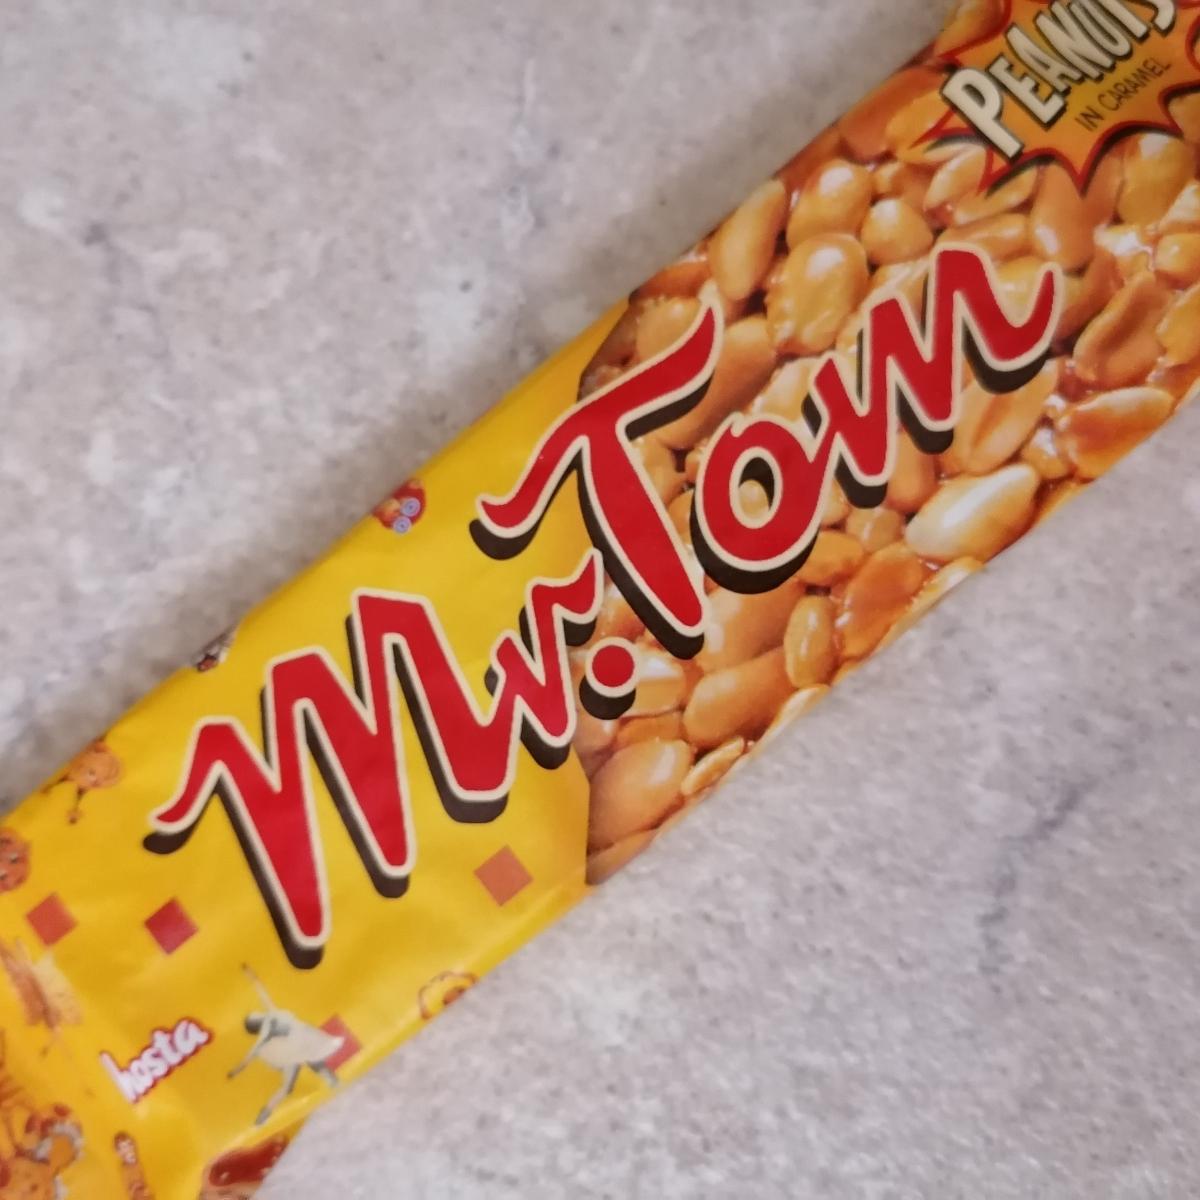 PEANUTS
IN CARAMEL
Mr. Tom
hosta